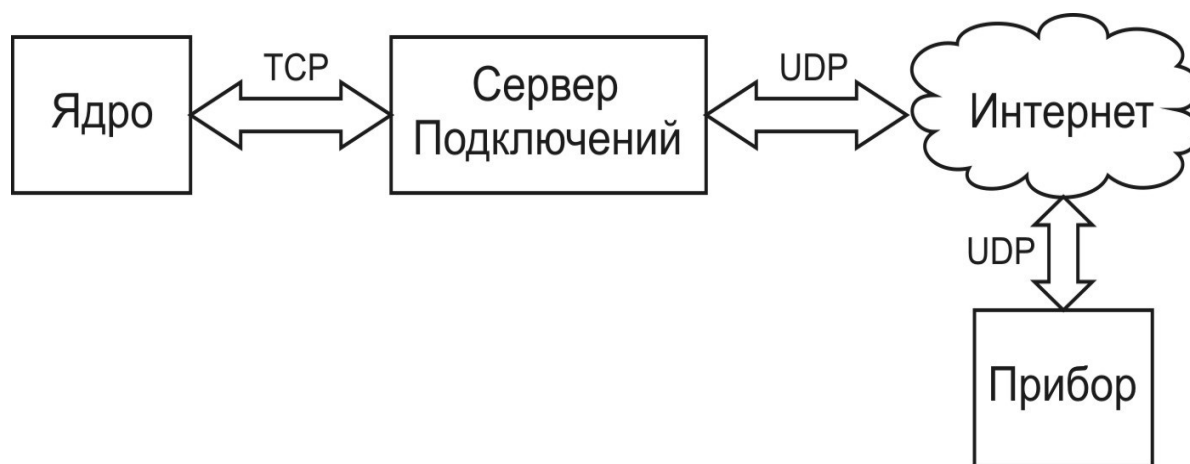 Ядро
TCP
Сервер
Подключений
UDP
Интернет
UDP
Прибор